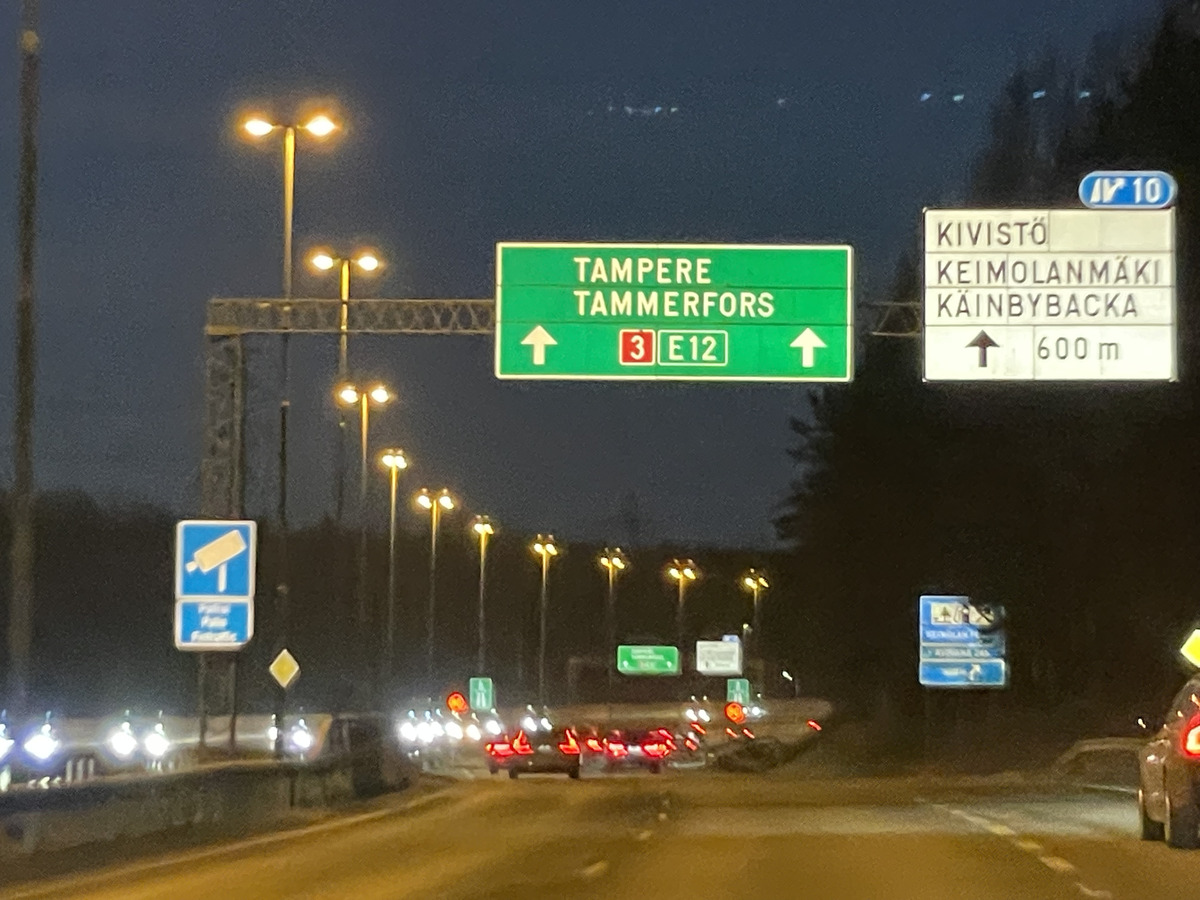 TAMPERE
TAMMERFORS
3 E12
10
KIVISTÖ
KEIMOLANMÄKI
KÄINBYBACKA
600 m